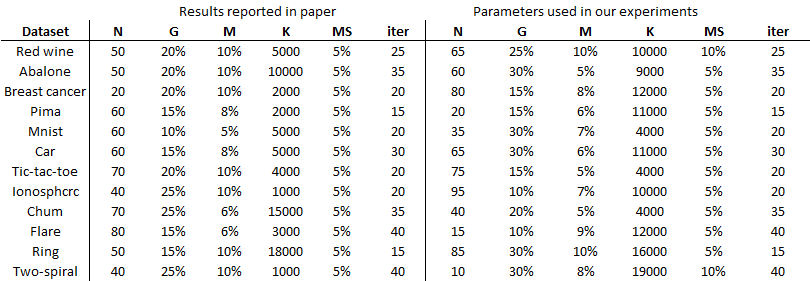 Results reported in paper Parameters used in our experiments
Dataset N G M K MS iter N G M K MS iter
Red wine 50 20% 10% 5000 5% 25 65 25% 10% 10000 10% 25
Abalone 50 20% 10% 10000 5% 35 60 30% 5% 9000 5% 35
Breast cancer 20 20% 10% 2000 5% 20 80 15% 8% 12000 5% 20
Pima 60 15% 8% 2000 5% 15 20 15% 6% 11000 5% 15
Mnist 60 10% 5% 5000 5% 20 35 30% 7% 4000 5% 20
Car 60 15% 8% 5000 5% 30 65 30% 6% 11000 5% 30
Tic-tac-toe 70 20% 10% 4000 5% 20 75 15% 5% 4000 5% 20
Ionosphcrc 40 25% 10% 1000 5% 20 95 10% 7% 10000 5% 20
Chum 70 25% 6% 15000 5% 35 40 20% 5% 4000 5% 35
Flare 80 15% 6% 3000 5% 40 15 10% 9% 12000 5% 40
Ring 50 15% 10% 18000 5% 15 85 30% 10% 16000 5% 15
Two-spiral 40 25% 10% 1000 5% 40 10 30% 8% 19000 10% 40